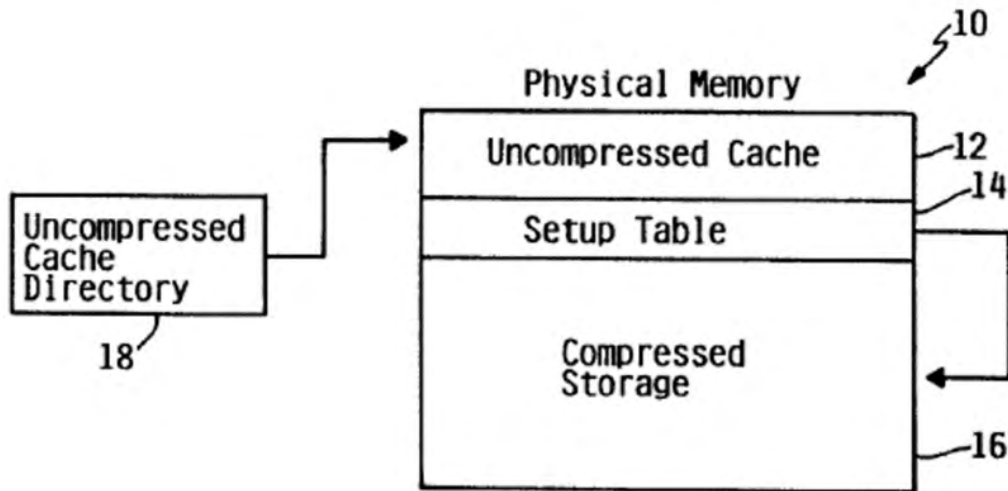 10
Physical Memory
Uncompressed Cache
12
14
Setup Table
Uncompressed
Cache
Directory
18
Compressed
Storage
16